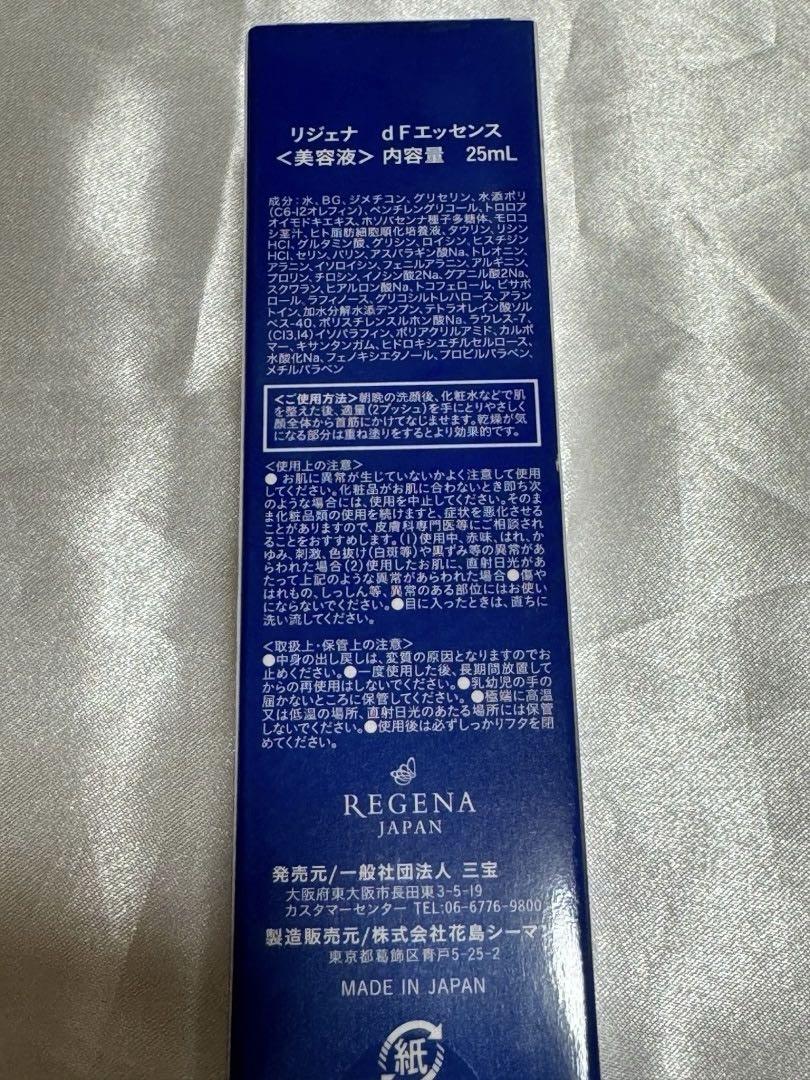 リジェナ　ｄＦエッセンス
＜美容液＞ 内容量　25mL
成分：水、BG、ジメチコン、グリセリン、水添ポリ
(C6-12オレフィン)、ペンチレングリコール、トロロア
オイモドキエキス、ホソバセンナ種子多糖体、モロコ
シ茎汁、ヒト脂肪細胞順化培養液、タウリン、リシン
HCl、グルタミン酸、グリシン、ロイシン、ヒスチジン
HCl、セリン、バリン、アスパラギン酸Na、トレオニン、
アラニン、イソロイシン、フェニルアラニン、アルギニン、
プロリン、チロシン、イノシン酸2Na、グアニル酸2Na、
スクワラン、ヒアルロン酸Na、トコフェロール、ビサボ
ロール、ラフィノース、グリコシルトレハロース、アラン
トイン、加水分解水添デンプン、テトラオレイン酸ソル
ベス-40、ポリスチレンスルホン酸Na、ラウレス-7、
(C13,14)イソパラフィン、ポリアクリルアミド、カルボ
マー、キサンタンガム、ヒドロキシエチルセルロース、
水酸化Na、フェノキシエタノール、プロピルパラベン、
メチルパラベン
＜ご使用方法＞朝晩の洗顔後、化粧水などで肌
を整えた後、適量(2プッシュ)を手にとりやさしく
顔全体から首筋にかけてなじませます。乾燥が気
になる部分は重ね塗りをするとより効果的です。
＜使用上の注意＞
● お肌に異常が生じていないかよく注意して使用
してください。化粧品がお肌に合わないとき即ち次
のような場合には、使用を中止してください。そのま
ま化粧品類の使用を続けますと、症状を悪化させる
ことがありますので、皮膚科専門医等にご相談され
ることをおすすめします。(1)使用中、赤味、はれ、か
ゆみ、刺激、色抜け(白斑等)や黒ずみ等の異常があ
らわれた場合(2)使用したお肌に、直射日光があ
たって上記のような異常があらわれた場合●傷や
はれもの、しっしん等、異常のある部位にはお使い
にならないでください。●目に入ったときは、直ちに
洗い流してください。
＜取扱上・保管上の注意＞
●中身の出し戻しは、変質の原因となりますのでお
止めください。●一度使用した後、長期間放置して
からの再使用はしないでください。●乳幼児の手の
届かないところに保管してください。●極端に高温
又は低温の場所、直射日光のあたる場所には保管
しないでください。●使用後は必ずしっかりフタを閉
めてください。
REGENA
JAPAN
発売元/一般社団法人 三宝
大阪府東大阪市長田東3-5-19
カスタマーセンター TEL:06-6776-9800
製造販売元/株式会社花島シーマン
東京都葛飾区青戸5-25-2
MADE IN JAPAN
紙